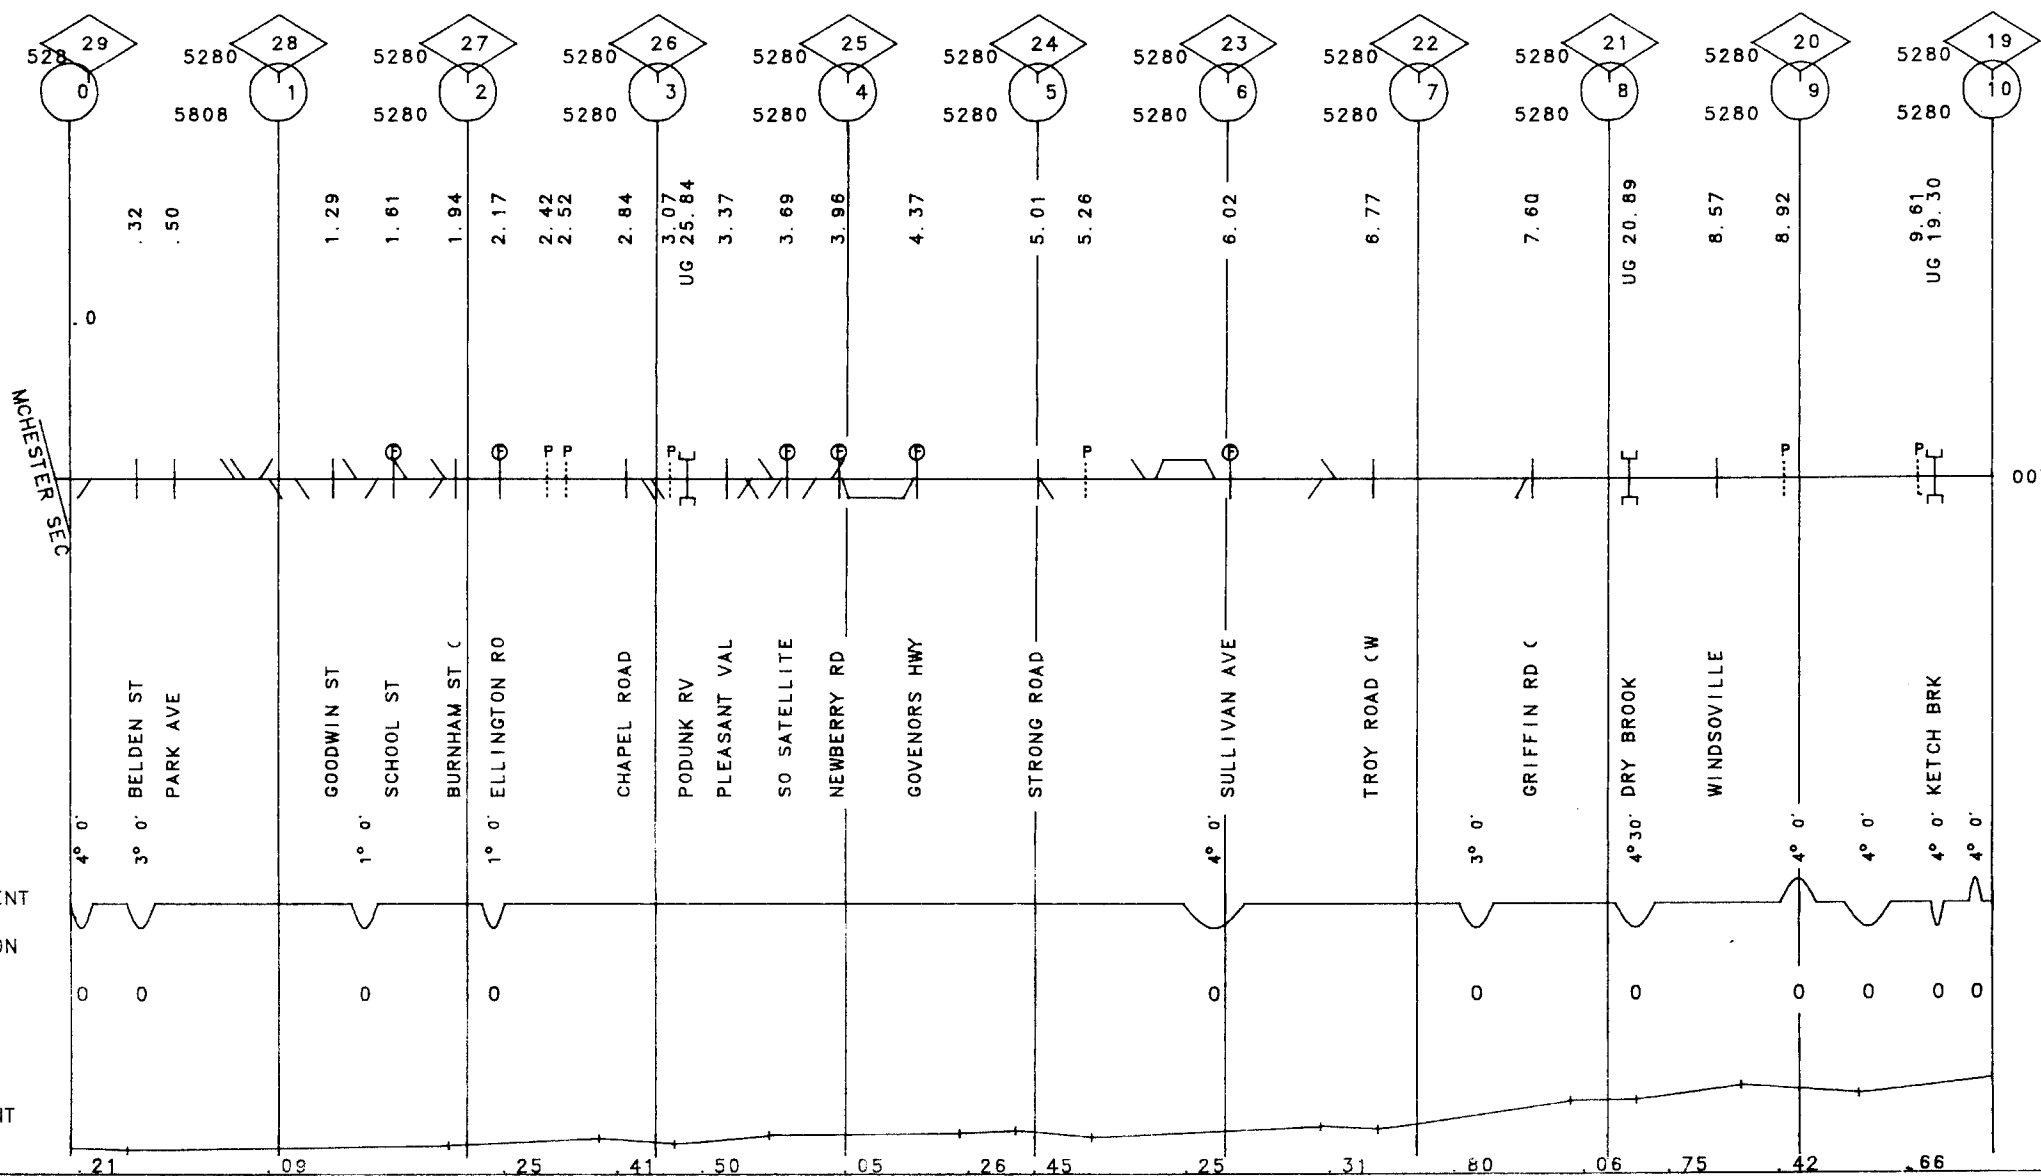 29 28 27 26 25 24 23 22 21 20 19
528 5280 5280 5280 5280 5280 5280 5280 5280 5280 5280
0 1 2 3 4 5 6 7 8 9 10
5808 5280 5280 5280 5280 5280 5280 5280 5280 5280
.32
.50
1.29
1.61
1.94
2.17
2.42
2.52
2.84
3.07
UG 25.84
3.37
3.69
3.96
4.37
5.01
5.26
6.02
6.77
7.60
UG 20.89
8.57
8.92
9.61
UG 19.30
.0
MCHESTER SEC
F F P P P F F F P F P P
00
BELDEN ST
PARK AVE
GOODWIN ST
SCHOOL ST
BURNHAM ST (
ELLINGTON RO
CHAPEL ROAD
PODUNK RV
PLEASANT VAL
SO SATELLITE
NEWBERRY RD
GOVENORS HWY
STRONG ROAD
SULLIVAN AVE
TROY ROAD (W
GRIFFIN RD (
DRY BROOK
WINDSOVILLE
KETCH BRK
4° 0' 3° 0' 1° 0' 1° 0' 4° 0' 3° 0' 4°30' 4° 0' 4° 0' 4° 0' 4° 0'
ENT
ON
0 0 0 0 0 0 0 0 0 0 0
NT
.21 .09 .25 .41 .50 .05 .26 .45 .25 .31 .80 .06 .75 .42 .66